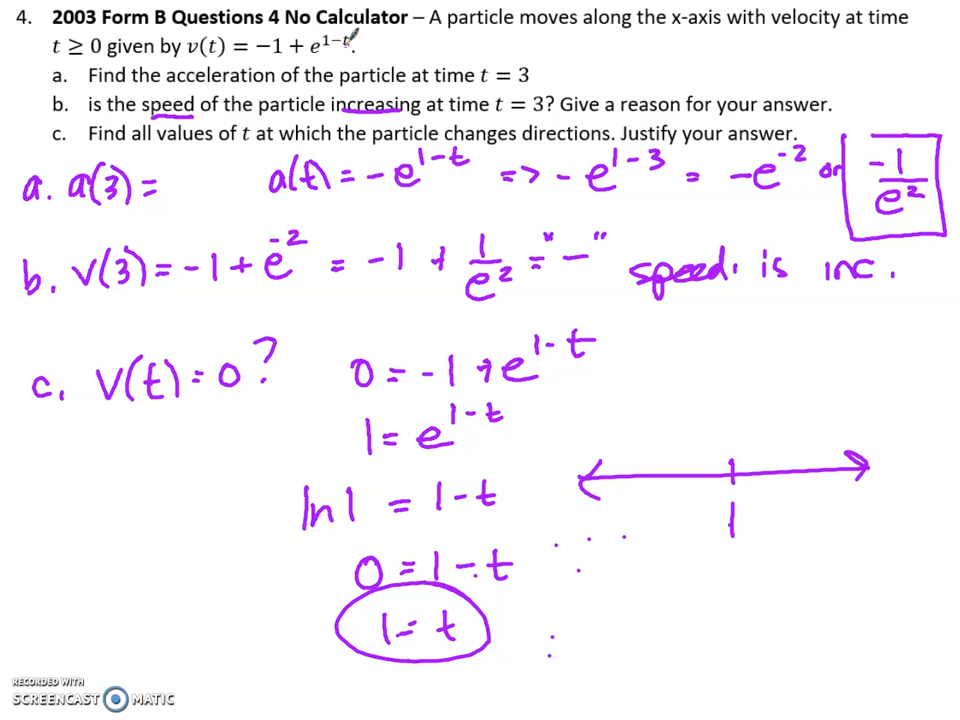 4. 2003 Form B Questions 4 No Calculator – A particle moves along the x-axis with velocity at time
t ≥ 0 given by v(t) = −1 + e^{1−t}.
a. Find the acceleration of the particle at time t = 3
b. is the speed of the particle increasing at time t = 3? Give a reason for your answer.
c. Find all values of t at which the particle changes directions. Justify your answer.
a. a(3) = a(t) = -e^{1-t} => -e^{1-3} = -e^{-2} or -1/e^2
b. v(3) = -1 + e^{-2} = -1 + 1/e^2 = "-" speed is inc.
c. v(t) = 0? 0 = -1 + e^{1-t}
1 = e^{1-t}
ln 1 = 1-t
1
0 = 1-t
1 = t
RECORDED WITH
SCREENCAST MATIC